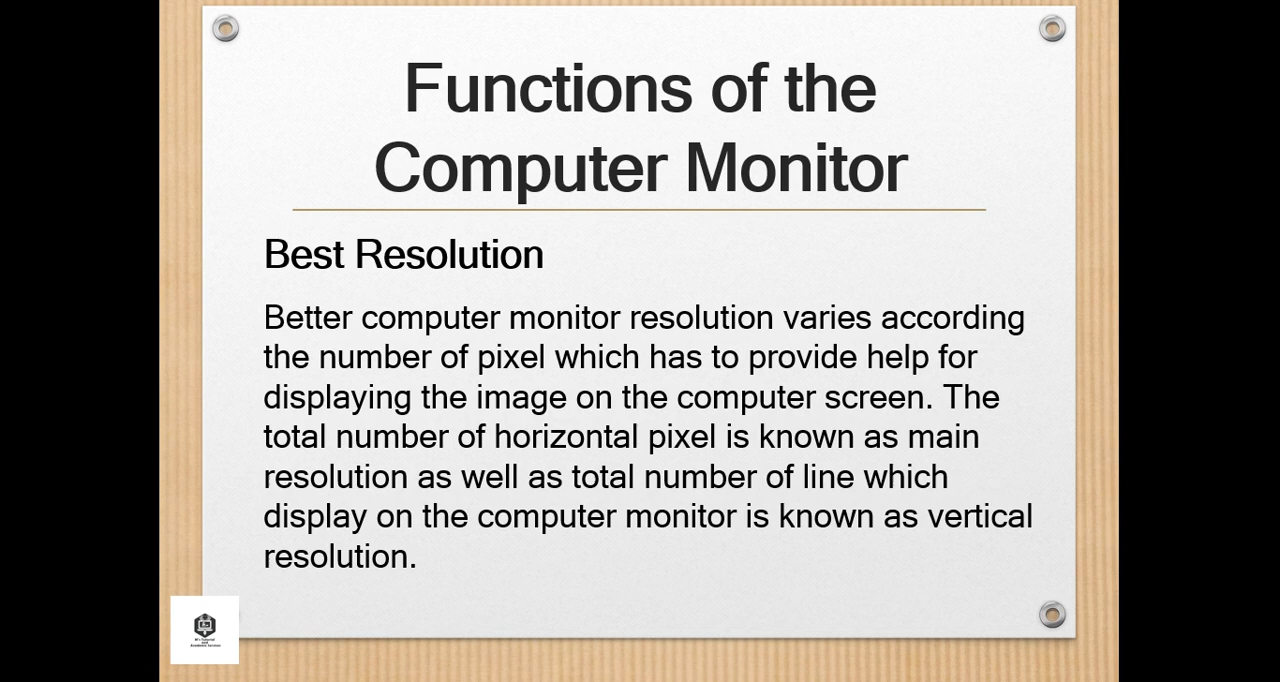 Functions of the
Computer Monitor
Best Resolution
Better computer monitor resolution varies according
the number of pixel which has to provide help for
displaying the image on the computer screen. The
total number of horizontal pixel is known as main
resolution as well as total number of line which
display on the computer monitor is known as vertical
resolution.